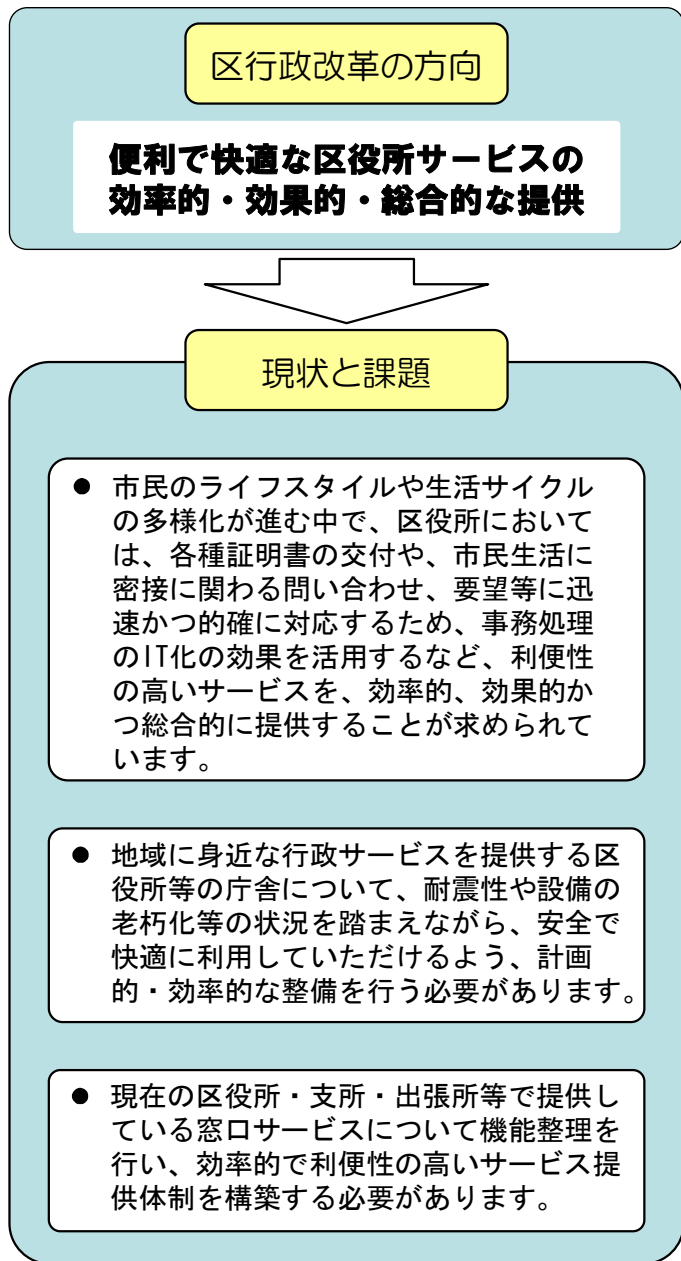 区行政改革の方向
便利で快適な区役所サービスの
効率的・効果的・総合的な提供
現状と課題
● 市民のライフスタイルや生活サイクル
の多様化が進む中で、区役所において
は、各種証明書の交付や、市民生活に
密接に関わる問い合わせ、要望等に迅
速かつ的確に対応するため、事務処理
のIT化の効果を活用するなど、利便性
の高いサービスを、効率的、効果的か
つ総合的に提供することが求められて
います。
● 地域に身近な行政サービスを提供する区
役所等の庁舎について、耐震性や設備の
老朽化等の状況を踏まえながら、安全で
快適に利用していただけるよう、計画
的・効率的な整備を行う必要があります。
● 現在の区役所・支所・出張所等で提供し
ている窓口サービスについて機能整理を
行い、効率的で利便性の高いサービス提
供体制を構築する必要があります。